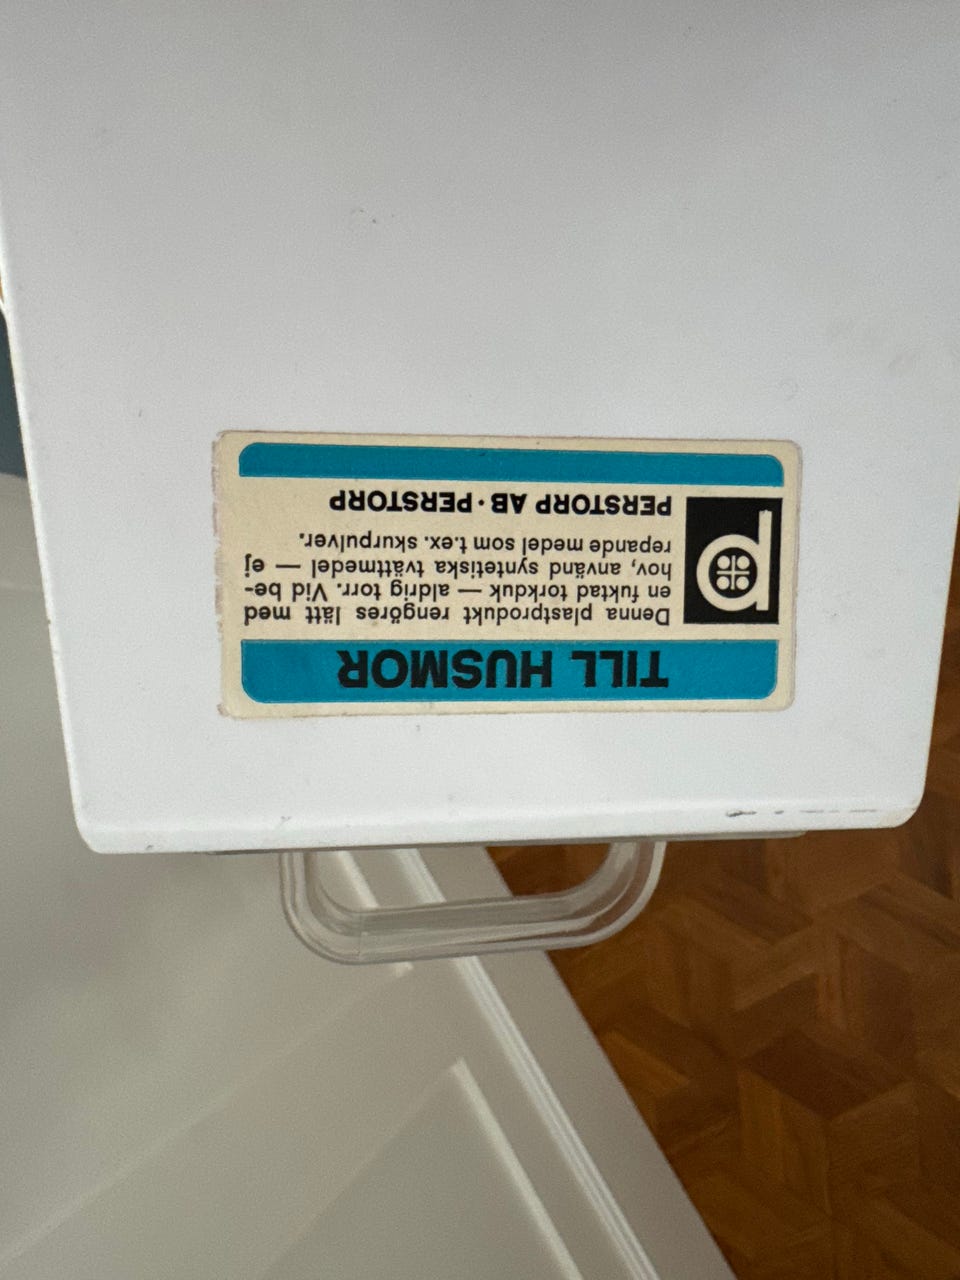 TILL HUSMOR
Denna plastprodukt rengöres lätt med
en fuktad torkduk — aldrig torr. Vid be-
hov, använd syntetiska tvättmedel — ej
repande medel som t.ex. skurpulver.
PERSTORP AB · PERSTORP